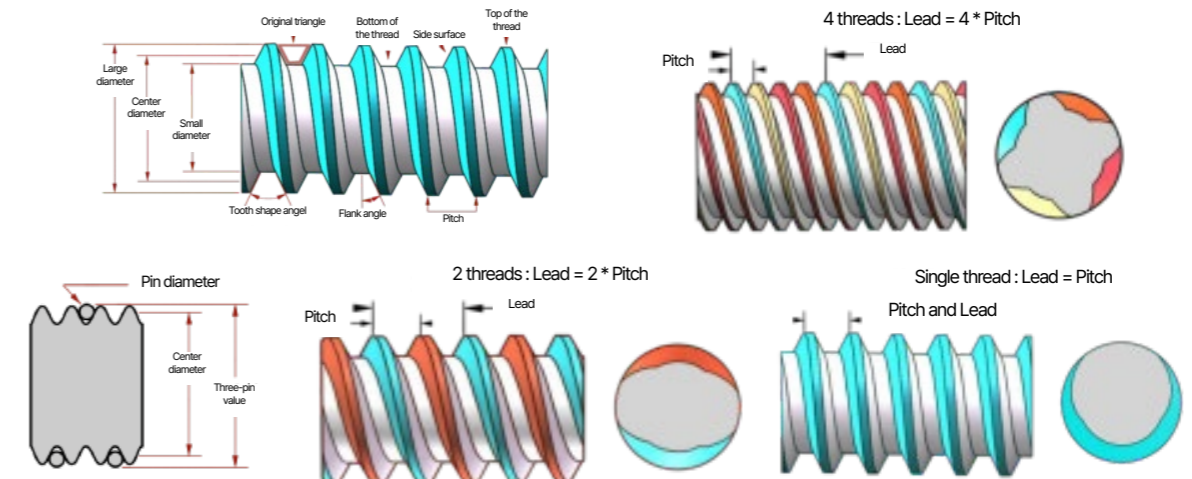 Original triangle
Bottom of
the thread
Side surface
Top of the
thread
Large
diameter
Center
diameter
Small
diameter
Tooth shape angel
Flank angle
Pitch
4 threads : Lead = 4 * Pitch
Pitch
Lead
Pin diameter
Center
diameter
Three-pin
value
2 threads : Lead = 2 * Pitch
Pitch
Lead
Single thread : Lead = Pitch
Pitch and Lead